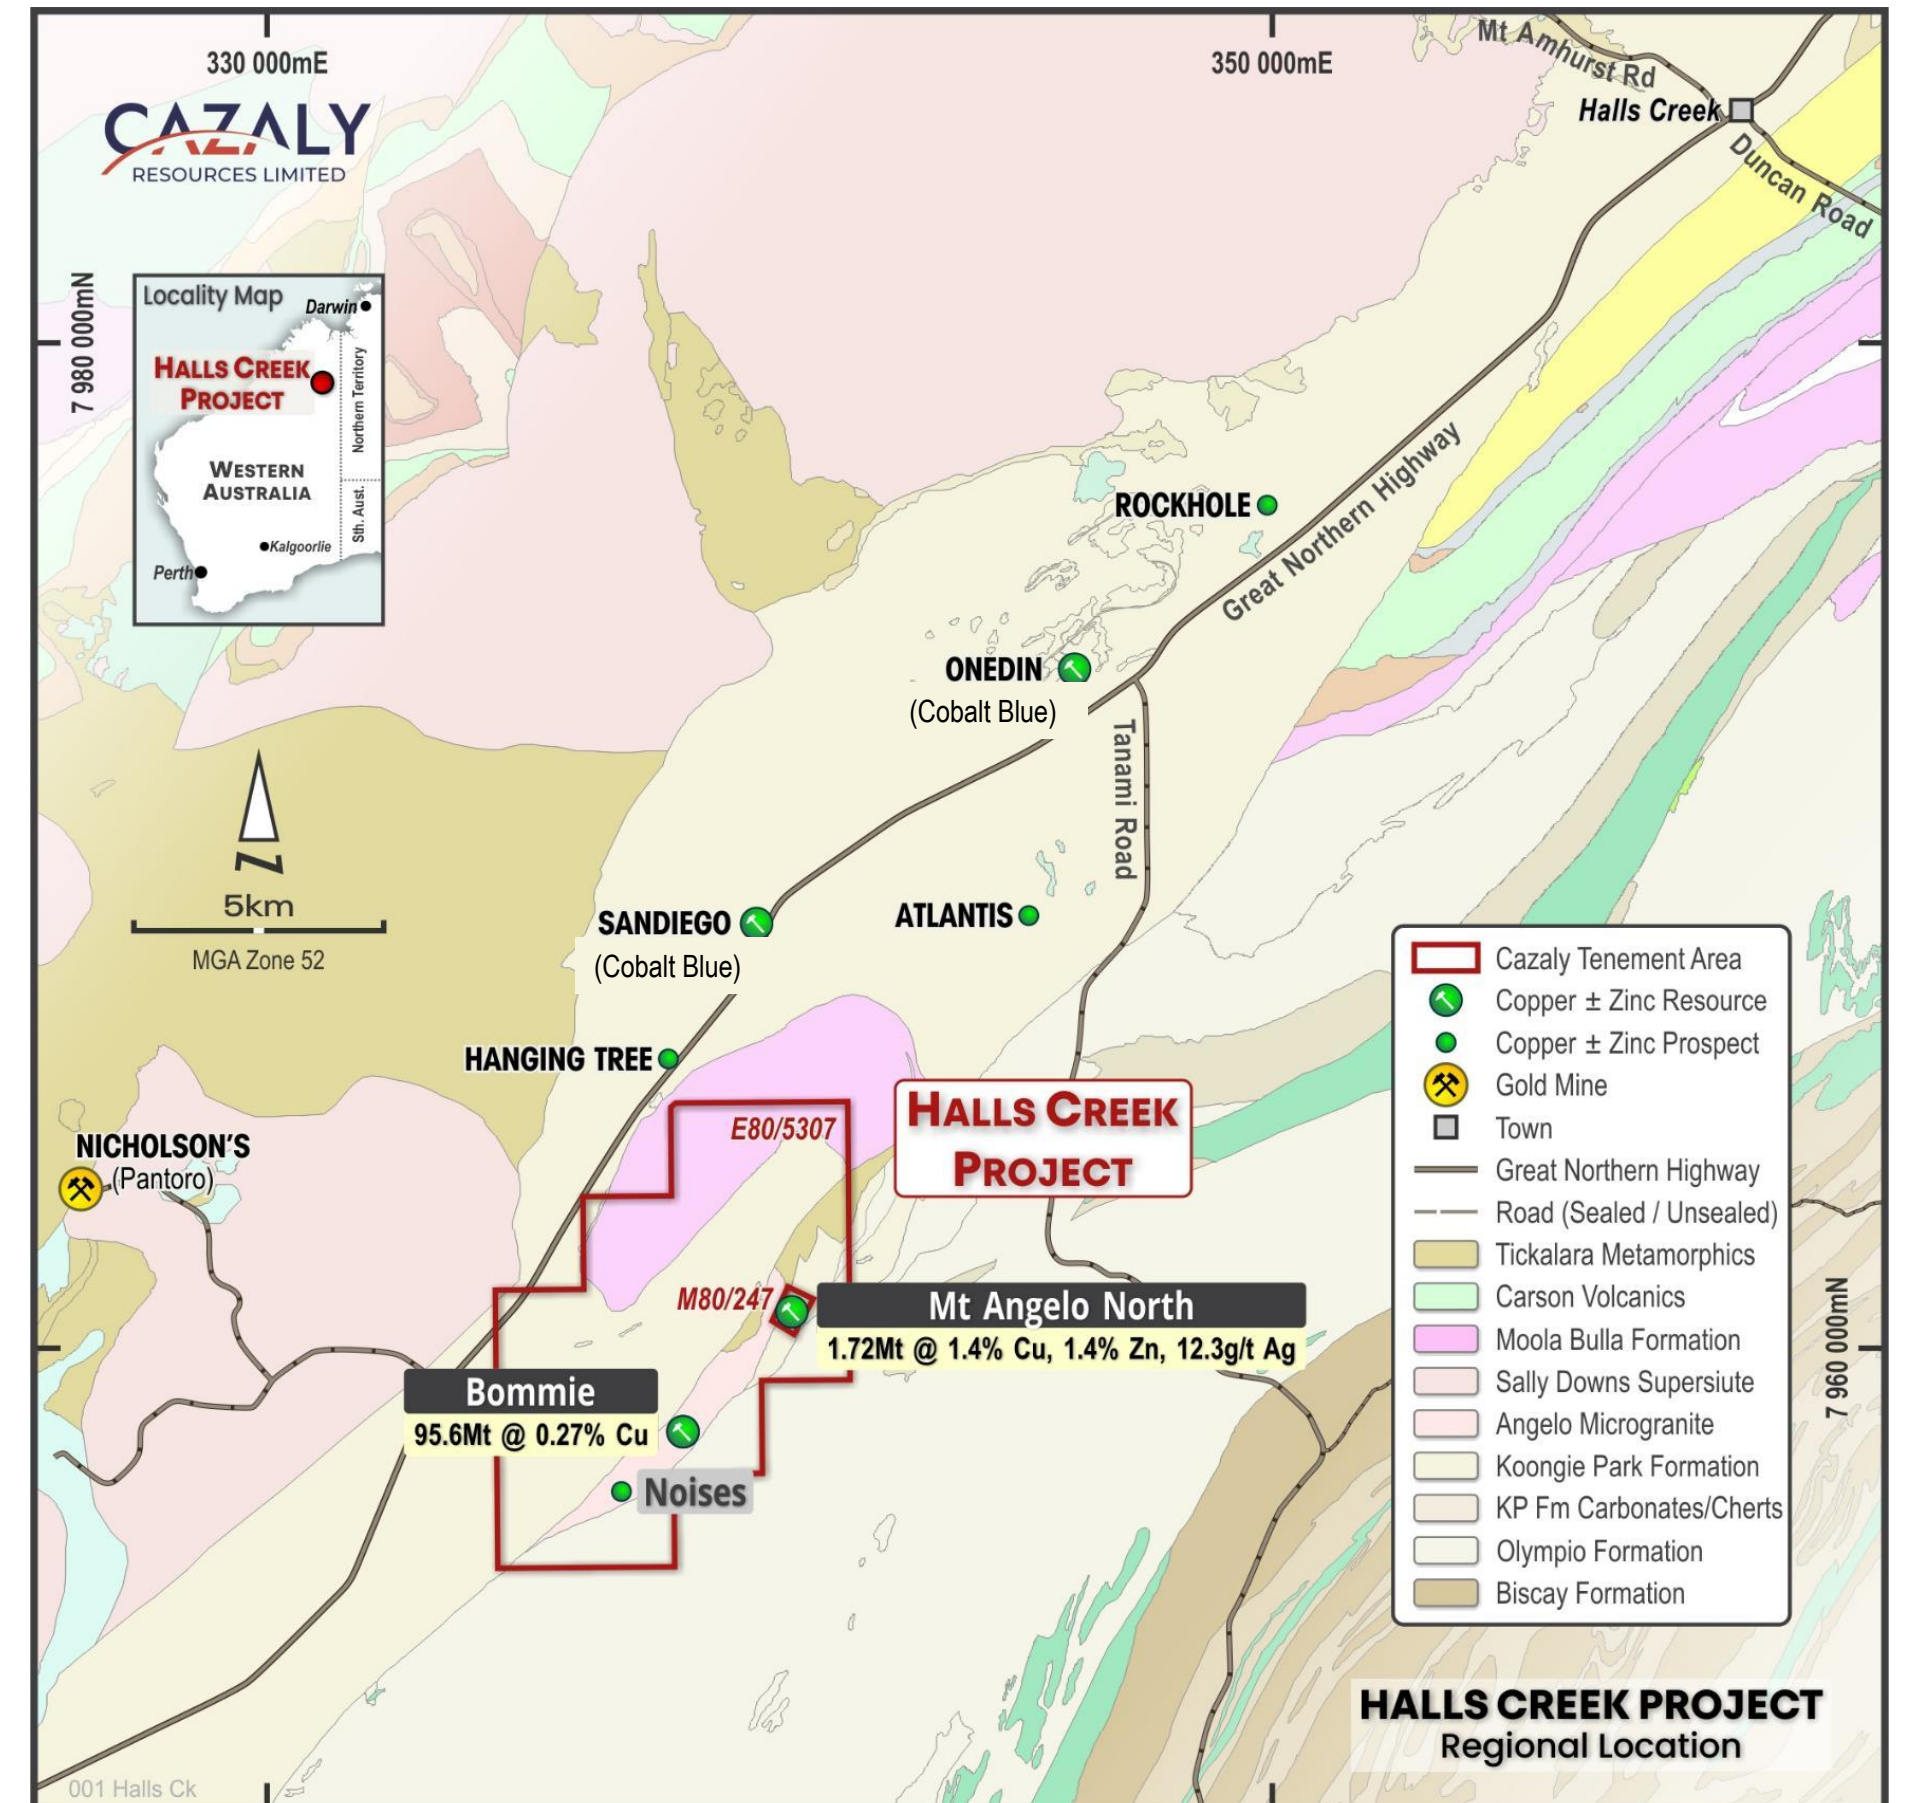 330 000mE
350 000mE
Mt Amhurst Rd
Halls Creek
Duncan Road
CAZALY
RESOURCES LIMITED
7 980 000mN
Locality Map
Darwin
HALLS CREEK
PROJECT
Northern Territory
WESTERN
AUSTRALIA
Sth. Aust.
Kalgoorlie
Perth
ROCKHOLE
Great Northern Highway
ONEDIN
(Cobalt Blue)
Tanami Road
N
5km
MGA Zone 52
SANDIEGO
(Cobalt Blue)
ATLANTIS
HANGING TREE
NICHOLSON'S
(Pantoro)
E80/5307
HALLS CREEK
PROJECT
M80/247
Mt Angelo North
1.72Mt @ 1.4% Cu, 1.4% Zn, 12.3g/t Ag
Bommie
95.6Mt @ 0.27% Cu
Noises
Cazaly Tenement Area
Copper ± Zinc Resource
Copper ± Zinc Prospect
Gold Mine
Town
Great Northern Highway
Road (Sealed / Unsealed)
Tickalara Metamorphics
Carson Volcanics
Moola Bulla Formation
Sally Downs Supersiute
Angelo Microgranite
Koongie Park Formation
KP Fm Carbonates/Cherts
Olympio Formation
Biscay Formation
7 960 000mN
HALLS CREEK PROJECT
Regional Location
001 Halls Ck